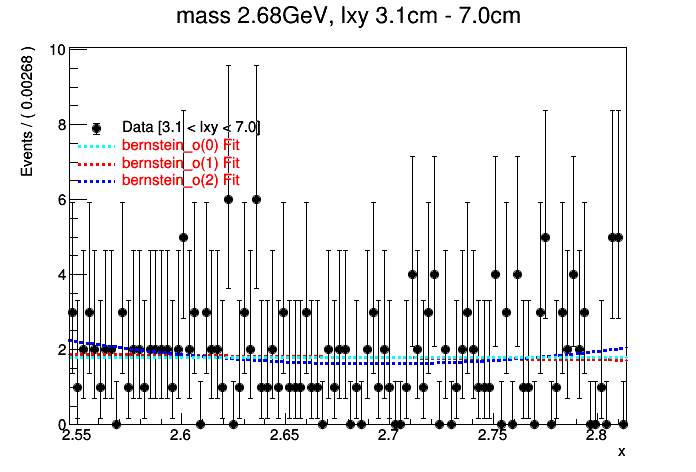 mass 2.68GeV, lxy 3.1cm - 7.0cm
Events / ( 0.00268 )
10
8
6
4
2
0
Data [3.1 < lxy < 7.0]
bernstein_o(0) Fit
bernstein_o(1) Fit
bernstein_o(2) Fit
2.55 2.6 2.65 2.7 2.75 2.8
x